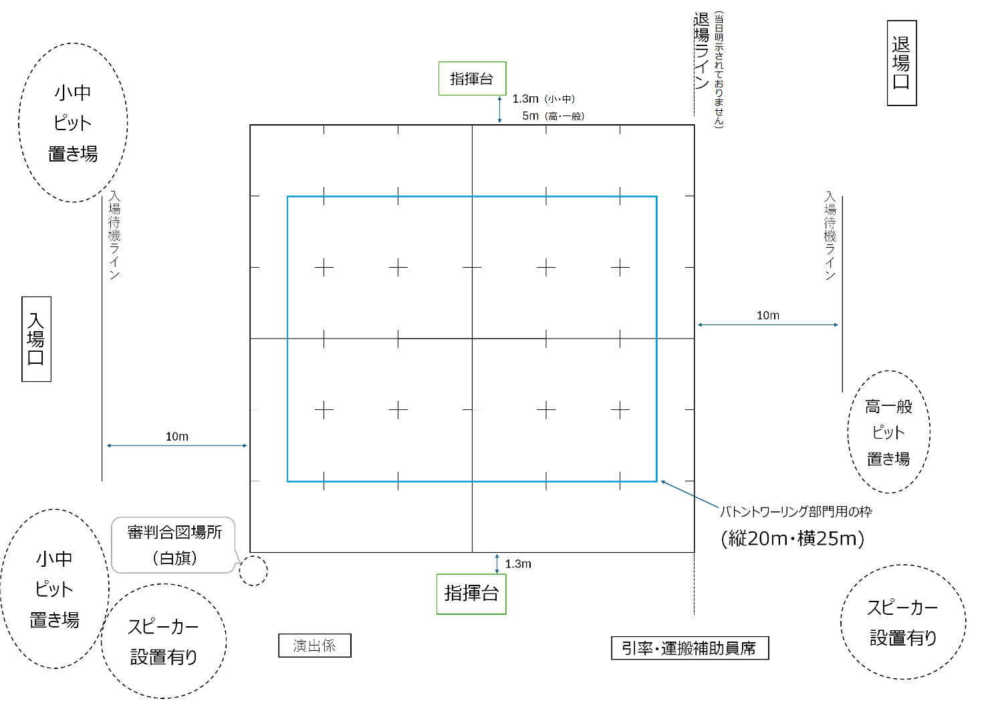 退場ライン
(当日明示されておりません)
退場口
小中
ピット
置き場
指揮台
1.3m（小・中）
5m（高・一般）
入場待機ライン
入場待機ライン
入場口
10m
10m
高一般
ピット
置き場
バトントワーリング部門用の枠
(縦20m・横25m)
審判合図場所
（白旗）
1.3m
指揮台
小中
ピット
置き場
スピーカー
設置有り
演出係
引率・運搬補助員席
スピーカー
設置有り